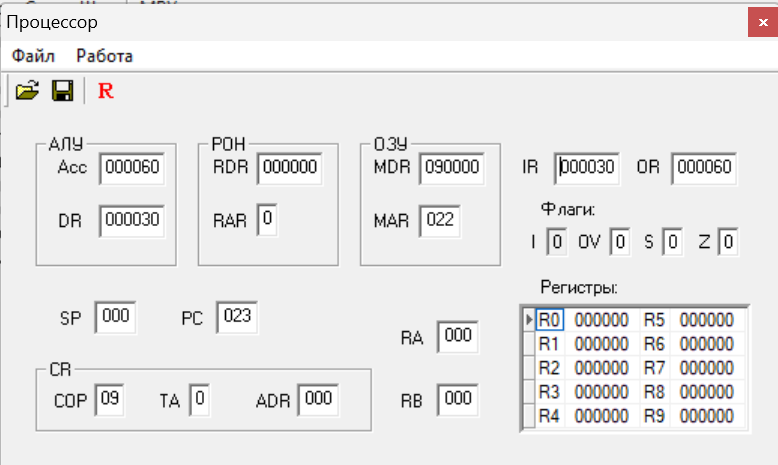 Процессор
Файл Работа
R
АЛУ РОН ОЗУ
Acc 000060 RDR 000000 MDR 090000 IR 000030 OR 000060
DR 000030 RAR 0 MAR 022
Флаги:
I 0 OV 0 S 0 Z 0
Регистры:
SP 000 PC 023
RA 000
R0 000000 R5 000000
R1 000000 R6 000000
R2 000000 R7 000000
R3 000000 R8 000000
R4 000000 R9 000000
CR
COP 09 TA 0 ADR 000 RB 000